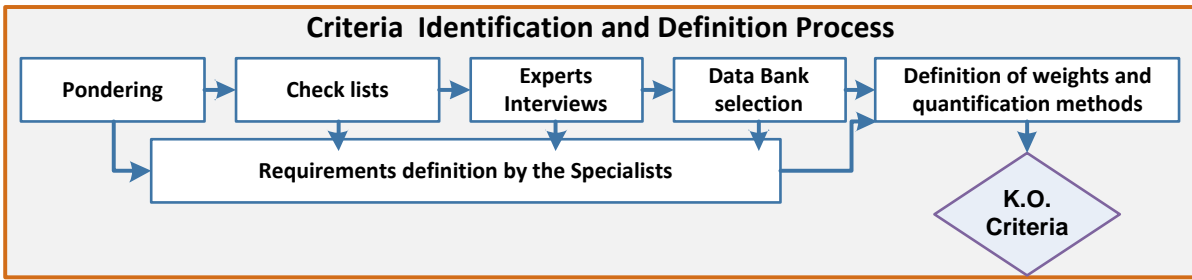 Criteria Identification and Definition Process
Pondering
Check lists
Experts
Interviews
Data Bank
selection
Definition of weights and
quantification methods
Requirements definition by the Specialists
K.O.
Criteria